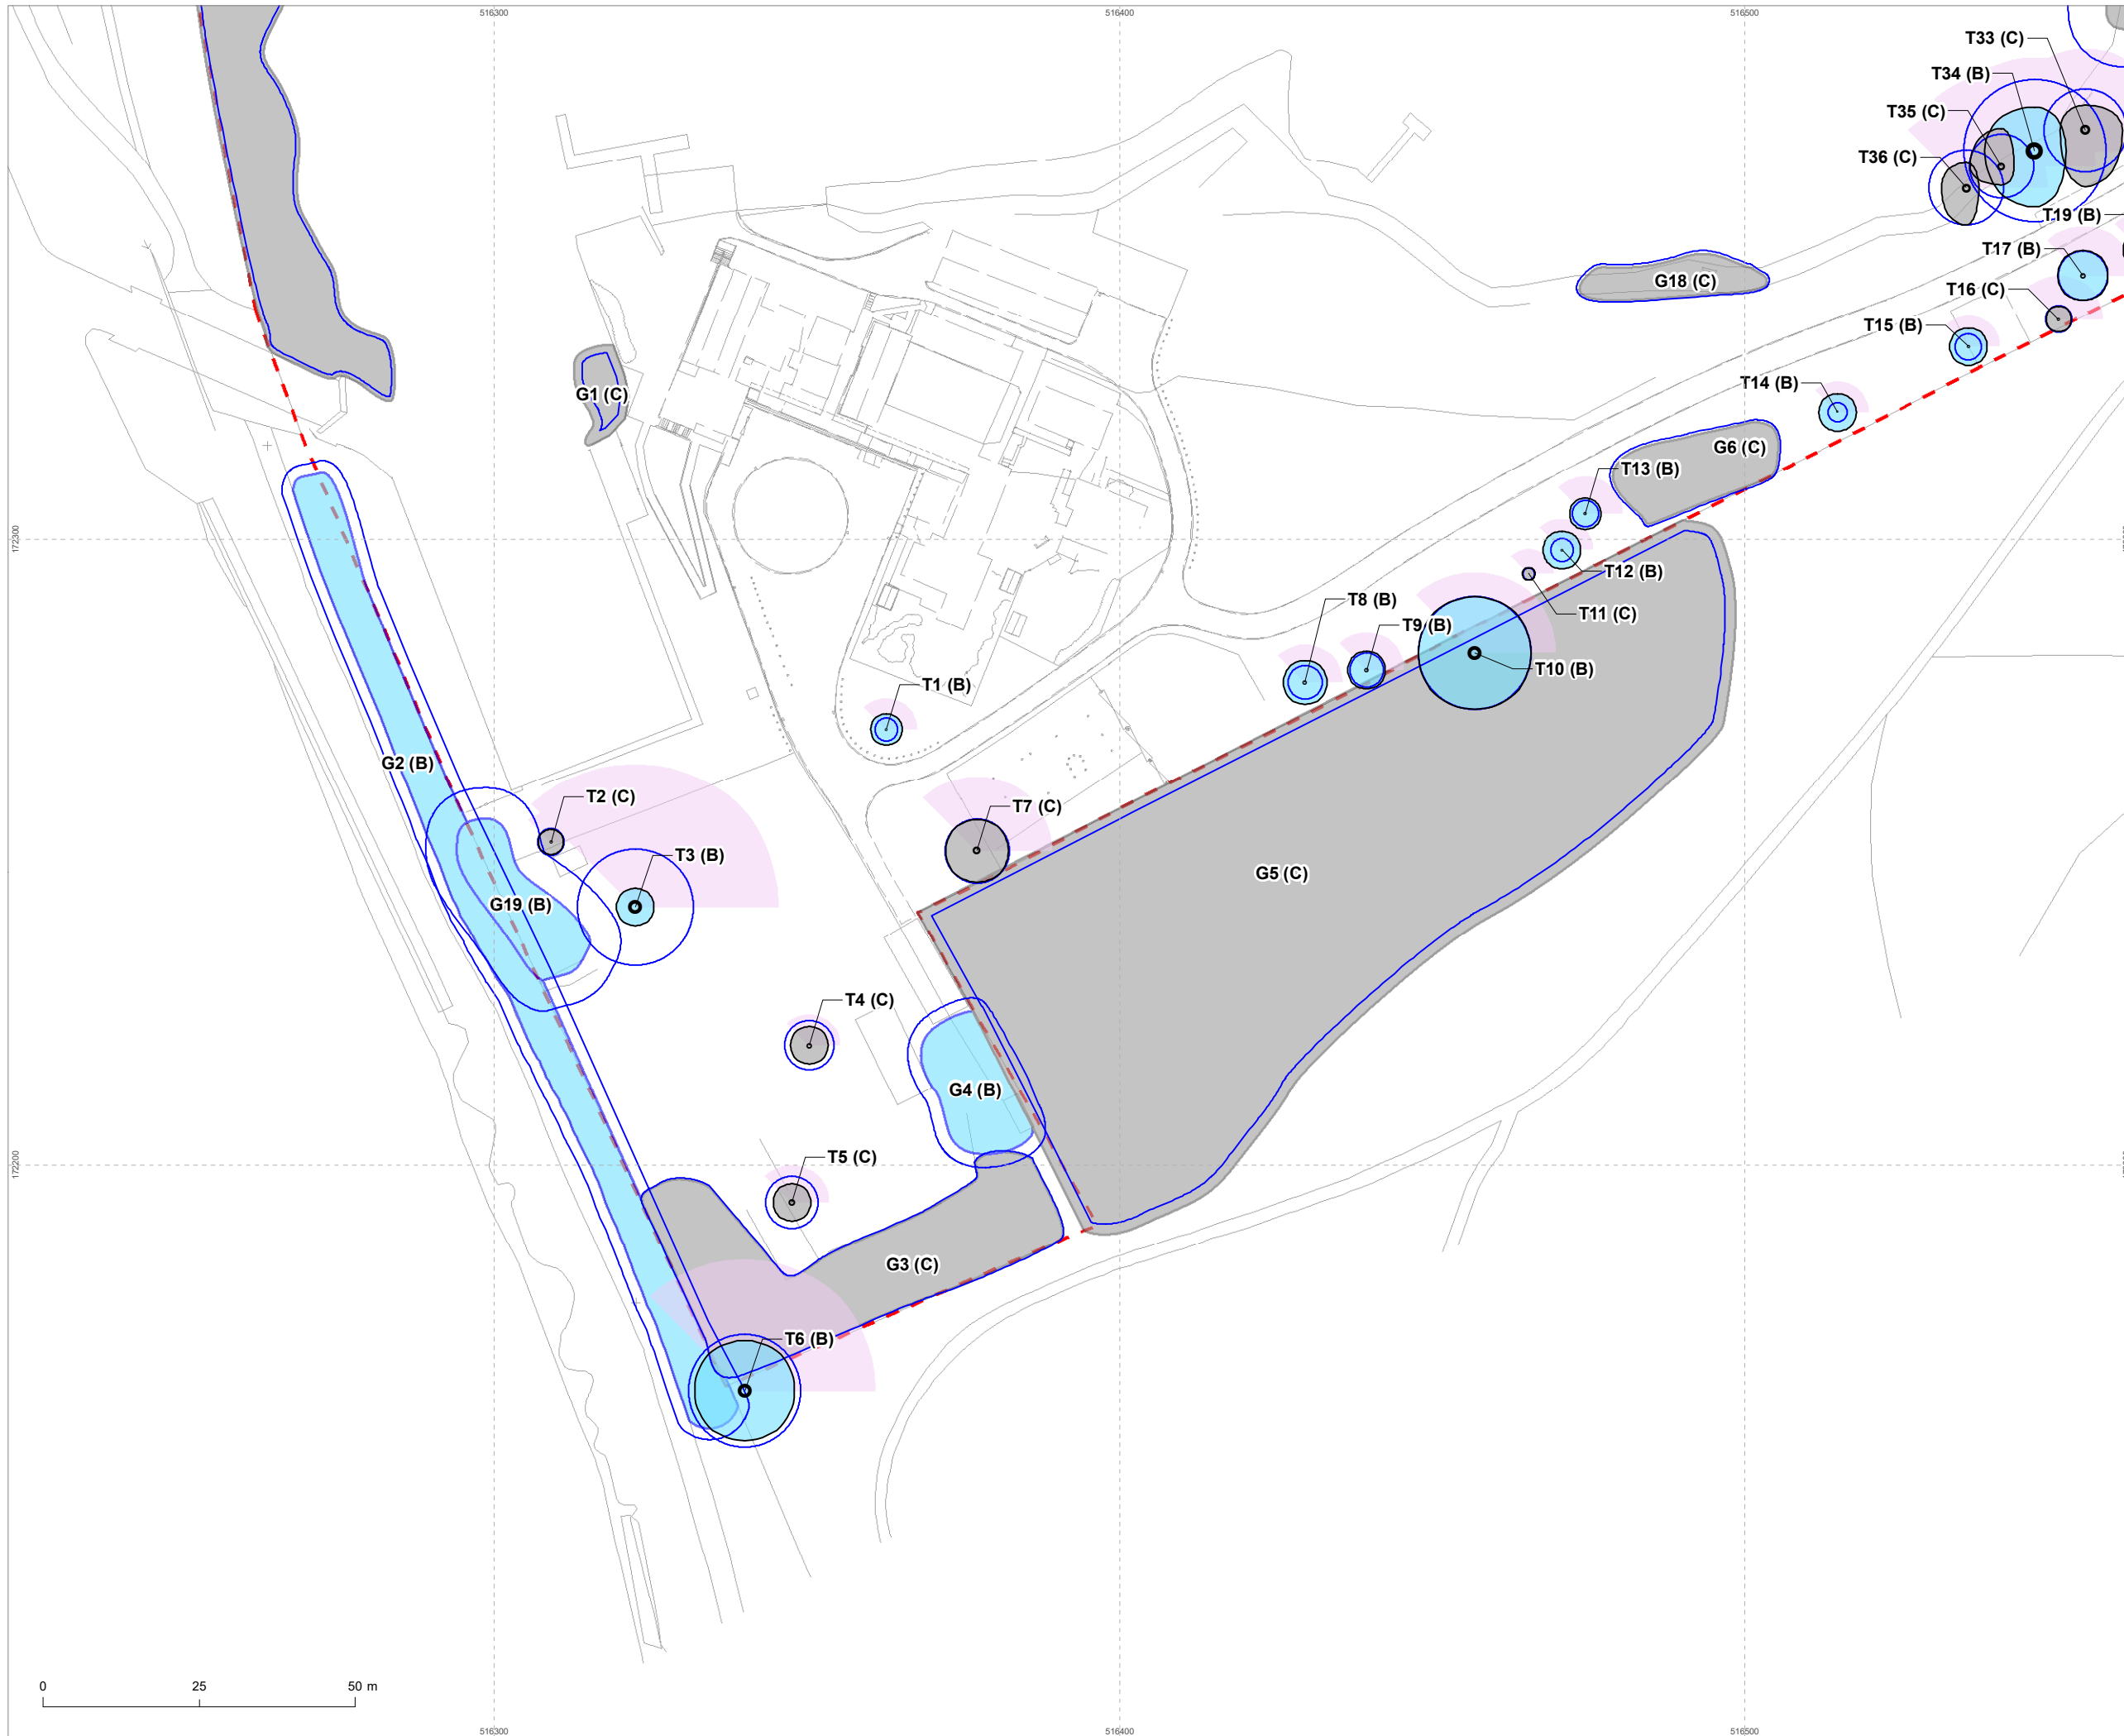 516300
516400
516500
T33 (C)
T34 (B)
T35 (C)
T36 (C)
T19 (B)
T17 (B)
G18 (C)
T16 (C)
T15 (B)
T14 (B)
G1 (C)
G6 (C)
T13 (B)
172300
T12 (B)
T8 (B)
T11 (C)
T9 (B)
T10 (B)
T1 (B)
G2 (B)
T2 (C)
T7 (C)
T3 (B)
G5 (C)
G19 (B)
T4 (C)
G4 (B)
T5 (C)
172200
G3 (C)
T6 (B)
0 25 50 m
516300
516400
516500